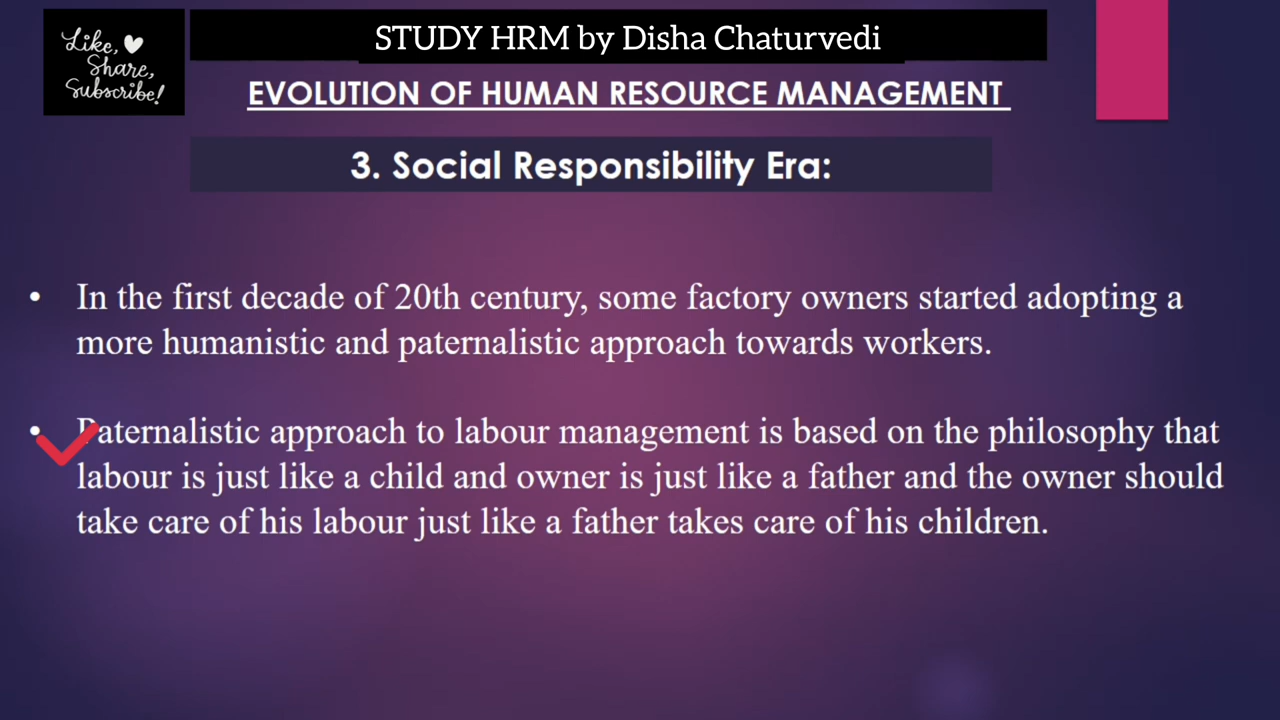 Like,
Share,
Subscribe!
STUDY HRM by Disha Chaturvedi
EVOLUTION OF HUMAN RESOURCE MANAGEMENT
3. Social Responsibility Era:
• In the first decade of 20th century, some factory owners started adopting a
more humanistic and paternalistic approach towards workers.
• Paternalistic approach to labour management is based on the philosophy that
labour is just like a child and owner is just like a father and the owner should
take care of his labour just like a father takes care of his children.